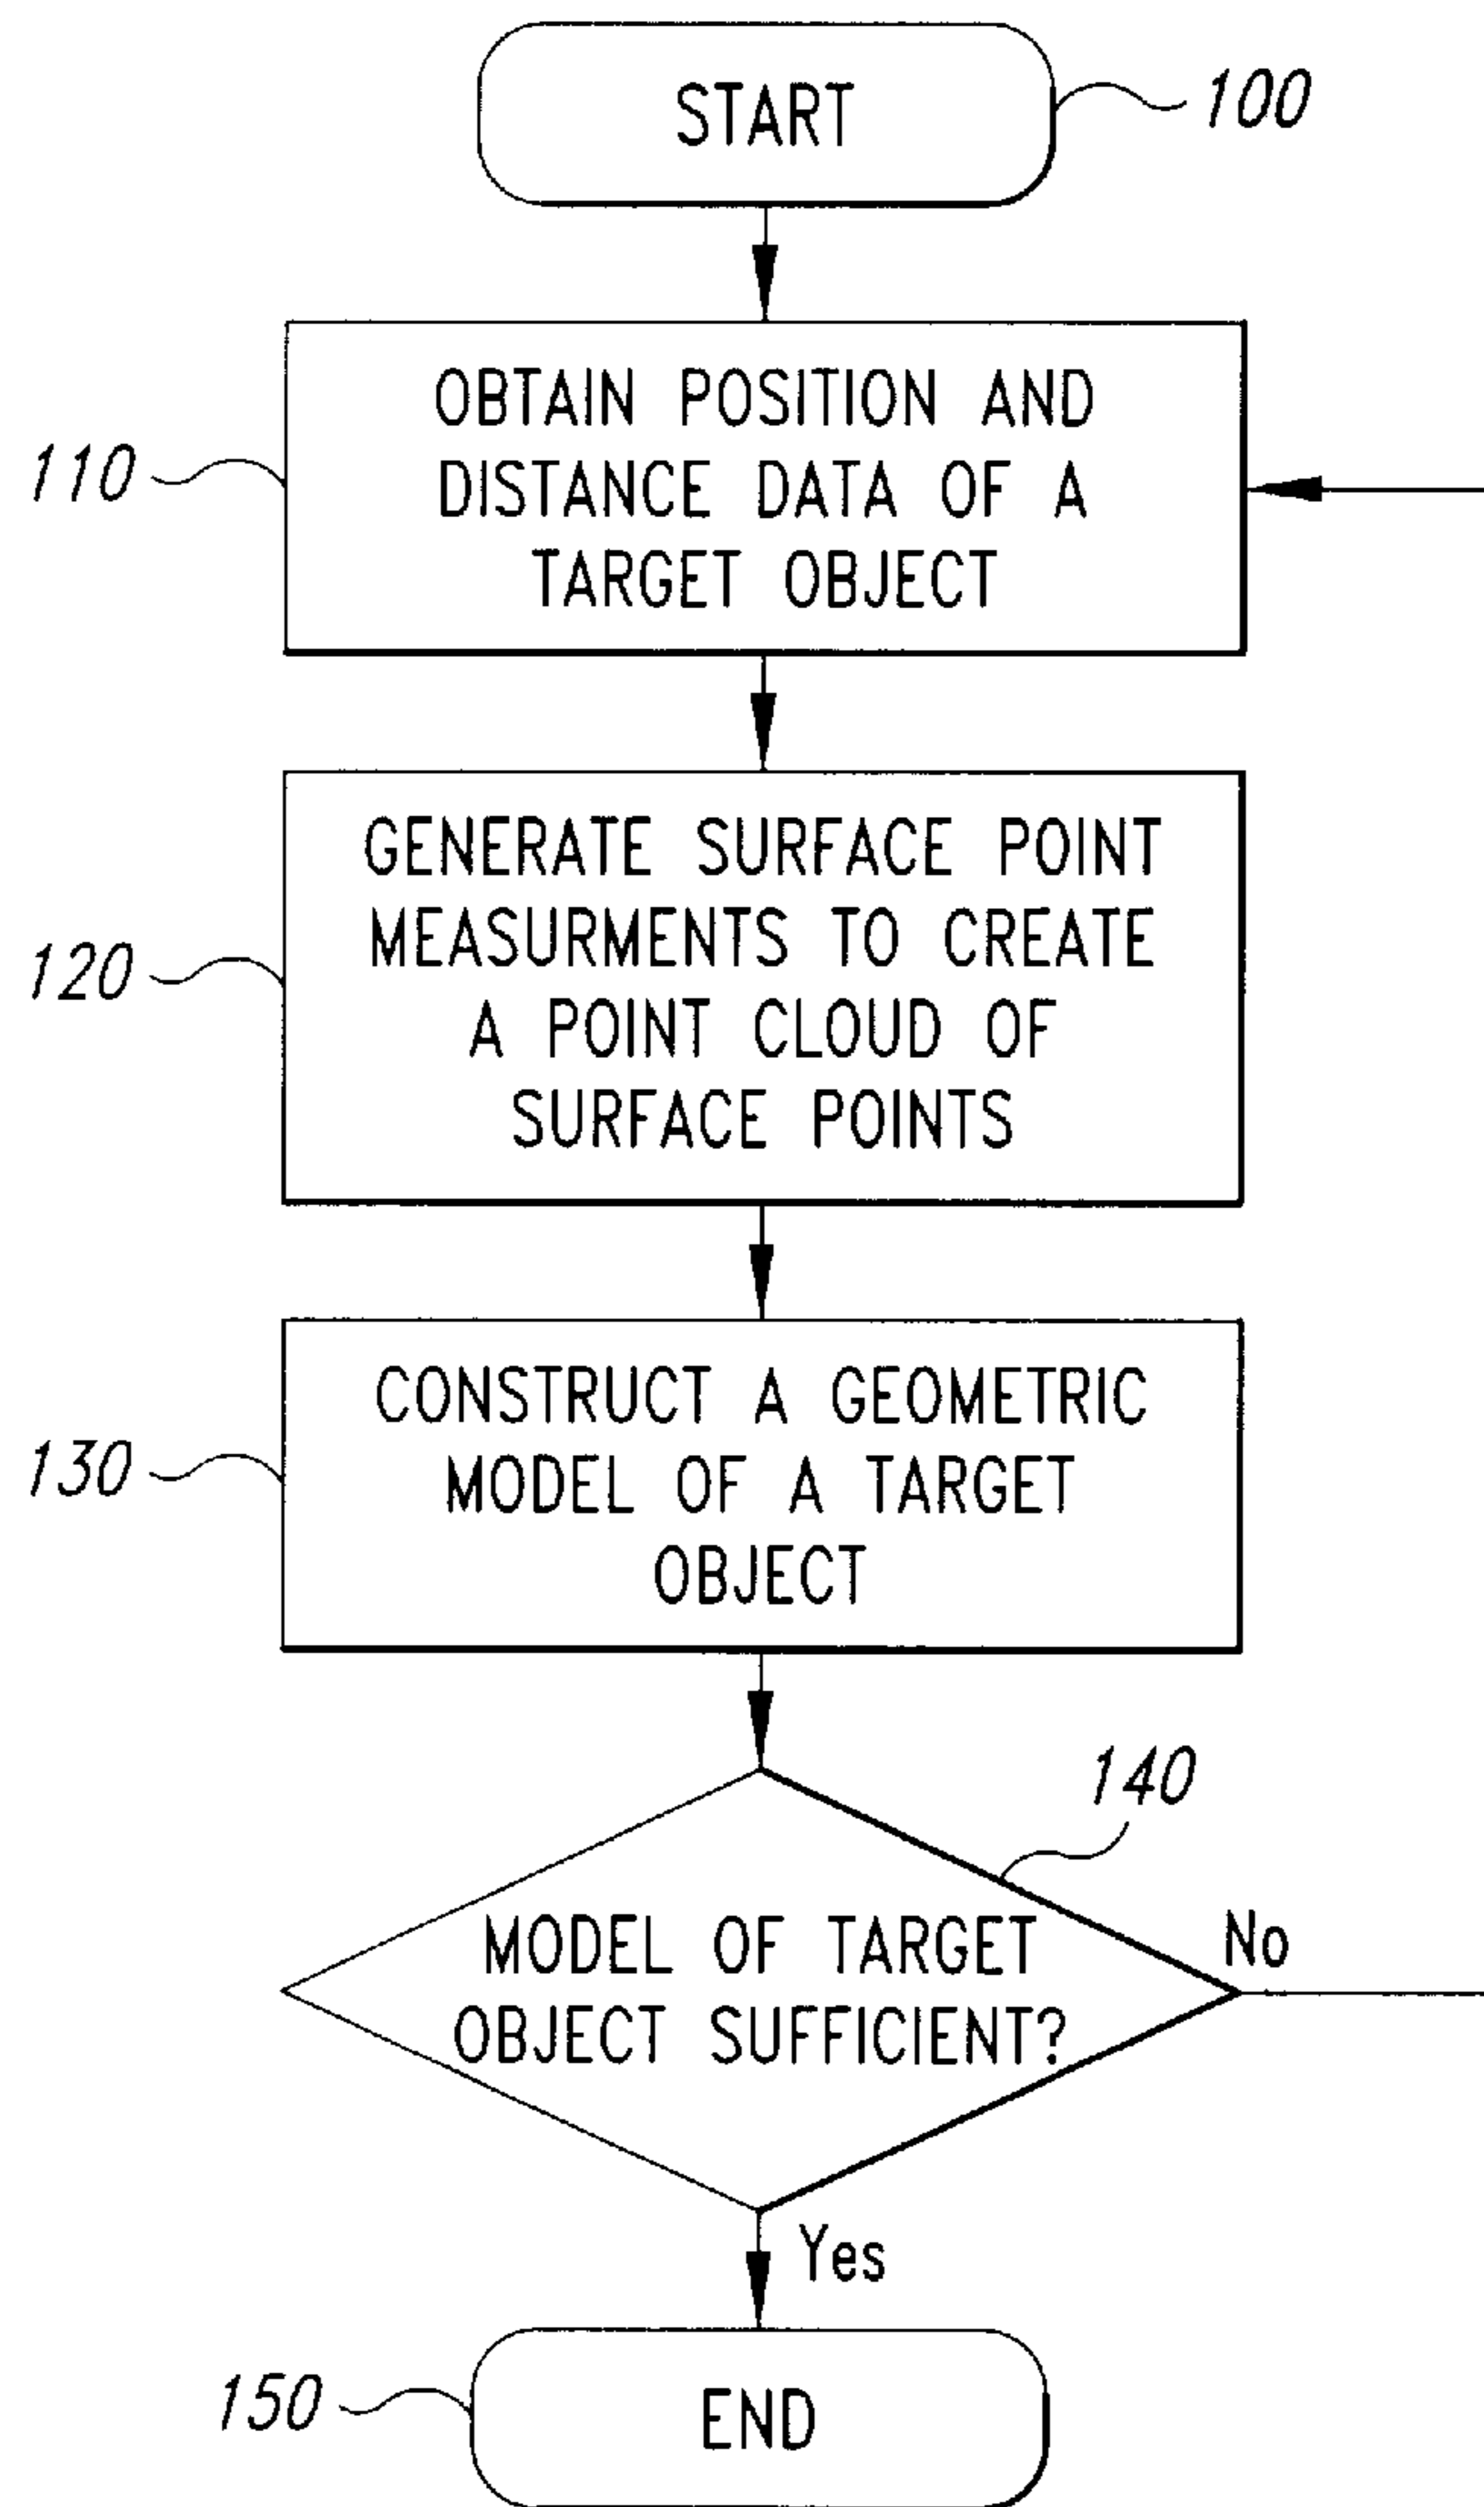 START
100
OBTAIN POSITION AND
DISTANCE DATA OF A
TARGET OBJECT
110
GENERATE SURFACE POINT
MEASURMENTS TO CREATE
A POINT CLOUD OF
SURFACE POINTS
120
CONSTRUCT A GEOMETRIC
MODEL OF A TARGET
OBJECT
130
140
MODEL OF TARGET
OBJECT SUFFICIENT?
No
Yes
END
150